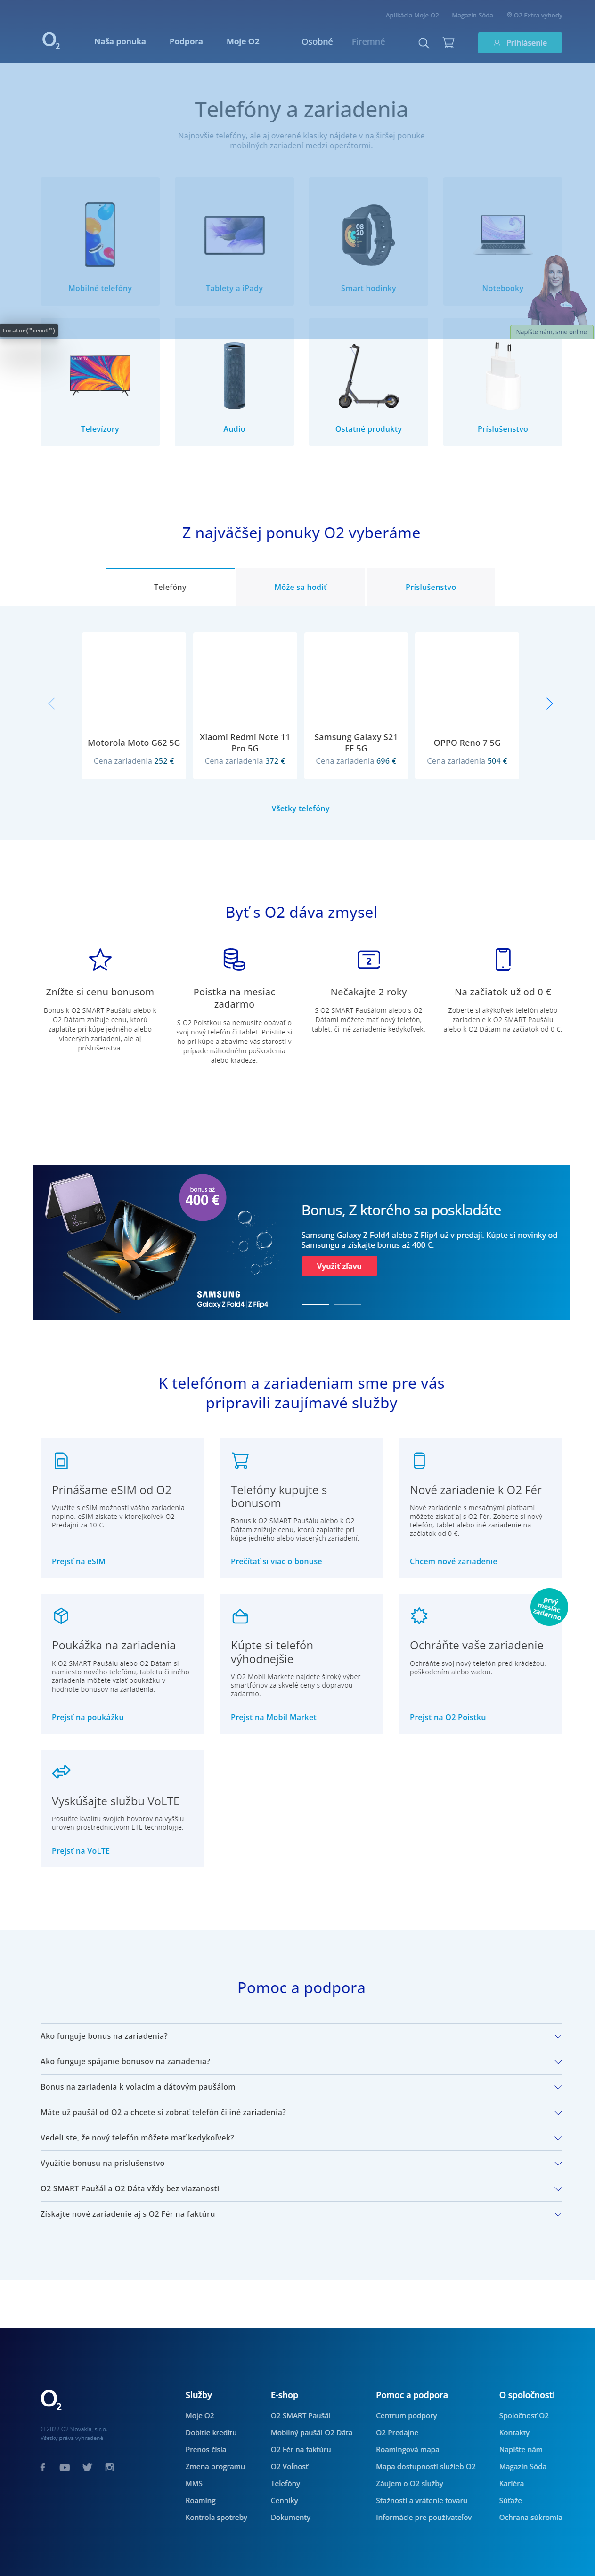 Aplikácia Moje O2
Magazín Sóda
O2 Extra výhody
O2
Naša ponuka
Podpora
Moje O2
Osobné
Firemné
Prihlásenie
Telefóny a zariadenia
Najnovšie telefóny, ale aj overené klasiky nájdete v najširšej ponuke
mobilných zariadení medzi operátormi.
Mobilné telefóny
Tablety a iPady
Smart hodinky
Notebooky
Napíšte nám, sme online
Locator(":root")
Televízory
Audio
Ostatné produkty
Príslušenstvo
Z najväčšej ponuky O2 vyberáme
Telefóny
Môže sa hodiť
Príslušenstvo
Motorola Moto G62 5G
Cena zariadenia 252 €
Xiaomi Redmi Note 11
Pro 5G
Cena zariadenia 372 €
Samsung Galaxy S21
FE 5G
Cena zariadenia 696 €
OPPO Reno 7 5G
Cena zariadenia 504 €
Všetky telefóny
Byť s O2 dáva zmysel
Znížte si cenu bonusom
Bonus k O2 SMART Paušálu alebo k
O2 Dátam znižuje cenu, ktorú
zaplatíte pri kúpe jedného alebo
viacerých zariadení, ale aj
príslušenstva.
Poistka na mesiac
zadarmo
S O2 Poistkou sa nemusíte obávať o
svoj nový telefón či tablet. Poistite si
ho pri kúpe a zbavíme vás starostí v
prípade náhodného poškodenia
alebo krádeže.
2
Nečakajte 2 roky
S O2 SMART Paušálom alebo s O2
Dátami môžete mať nový telefón,
tablet, či iné zariadenie kedykoľvek.
Na začiatok už od 0 €
Zoberte si akýkoľvek telefón alebo
zariadenie k O2 SMART Paušálu
alebo k O2 Dátam na začiatok od 0 €.
bonus až
400 €
SAMSUNG
Galaxy Z Fold4 | Z Flip4
Bonus, Z ktorého sa poskladáte
Samsung Galaxy Z Fold4 alebo Z Flip4 už v predaji. Kúpte si novinky od
Samsungu a získajte bonus až 400 €.
Využiť zľavu
K telefónom a zariadeniam sme pre vás
pripravili zaujímavé služby
Prinášame eSIM od O2
Využite s eSIM možnosti vášho zariadenia
naplno. eSIM získate v ktorejkoľvek O2
Predajni za 10 €.
Prejsť na eSIM
Telefóny kupujte s
bonusom
Bonus k O2 SMART Paušálu alebo k O2
Dátam znižuje cenu, ktorú zaplatíte pri
kúpe jedného alebo viacerých zariadení.
Prečítať si viac o bonuse
Nové zariadenie k O2 Fér
Nové zariadenie s mesačnými platbami
môžete získať aj s O2 Fér. Zoberte si nový
telefón, tablet alebo iné zariadenie na
začiatok od 0 €.
Chcem nové zariadenie
Poukážka na zariadenia
K O2 SMART Paušálu alebo O2 Dátam si
namiesto nového telefónu, tabletu či iného
zariadenia môžete vziať poukážku v
hodnote bonusov na zariadenia.
Prejsť na poukážku
Kúpte si telefón
výhodnejšie
V O2 Mobil Markete nájdete široký výber
smartfónov za skvelé ceny s dopravou
zadarmo.
Prejsť na Mobil Market
prvý
mesiac
zadarmo
Ochráňte vaše zariadenie
Ochráňte svoj nový telefón pred krádežou,
poškodením alebo vadou.
Prejsť na O2 Poistku
Vyskúšajte službu VoLTE
Posuňte kvalitu svojich hovorov na vyššiu
úroveň prostredníctvom LTE technológie.
Prejsť na VoLTE
Pomoc a podpora
Ako funguje bonus na zariadenia?
Ako funguje spájanie bonusov na zariadenia?
Bonus na zariadenia k volacím a dátovým paušálom
Máte už paušál od O2 a chcete si zobrať telefón či iné zariadenia?
Vedeli ste, že nový telefón môžete mať kedykoľvek?
Využitie bonusu na príslušenstvo
O2 SMART Paušál a O2 Dáta vždy bez viazanosti
Získajte nové zariadenie aj s O2 Fér na faktúru
O2
© 2022 O2 Slovakia, s.r.o.
Všetky práva vyhradené
Služby
Moje O2
Dobitie kreditu
Prenos čísla
Zmena programu
MMS
Roaming
Kontrola spotreby
E-shop
O2 SMART Paušál
Mobilný paušál O2 Dáta
O2 Fér na faktúru
O2 Voľnosť
Telefóny
Cenníky
Dokumenty
Pomoc a podpora
Centrum podpory
O2 Predajne
Roamingová mapa
Mapa dostupnosti služieb O2
Záujem o O2 služby
Sťažnosti a vrátenie tovaru
Informácie pre používateľov
O spoločnosti
Spoločnosť O2
Kontakty
Napíšte nám
Magazín Sóda
Kariéra
Súťaže
Ochrana súkromia